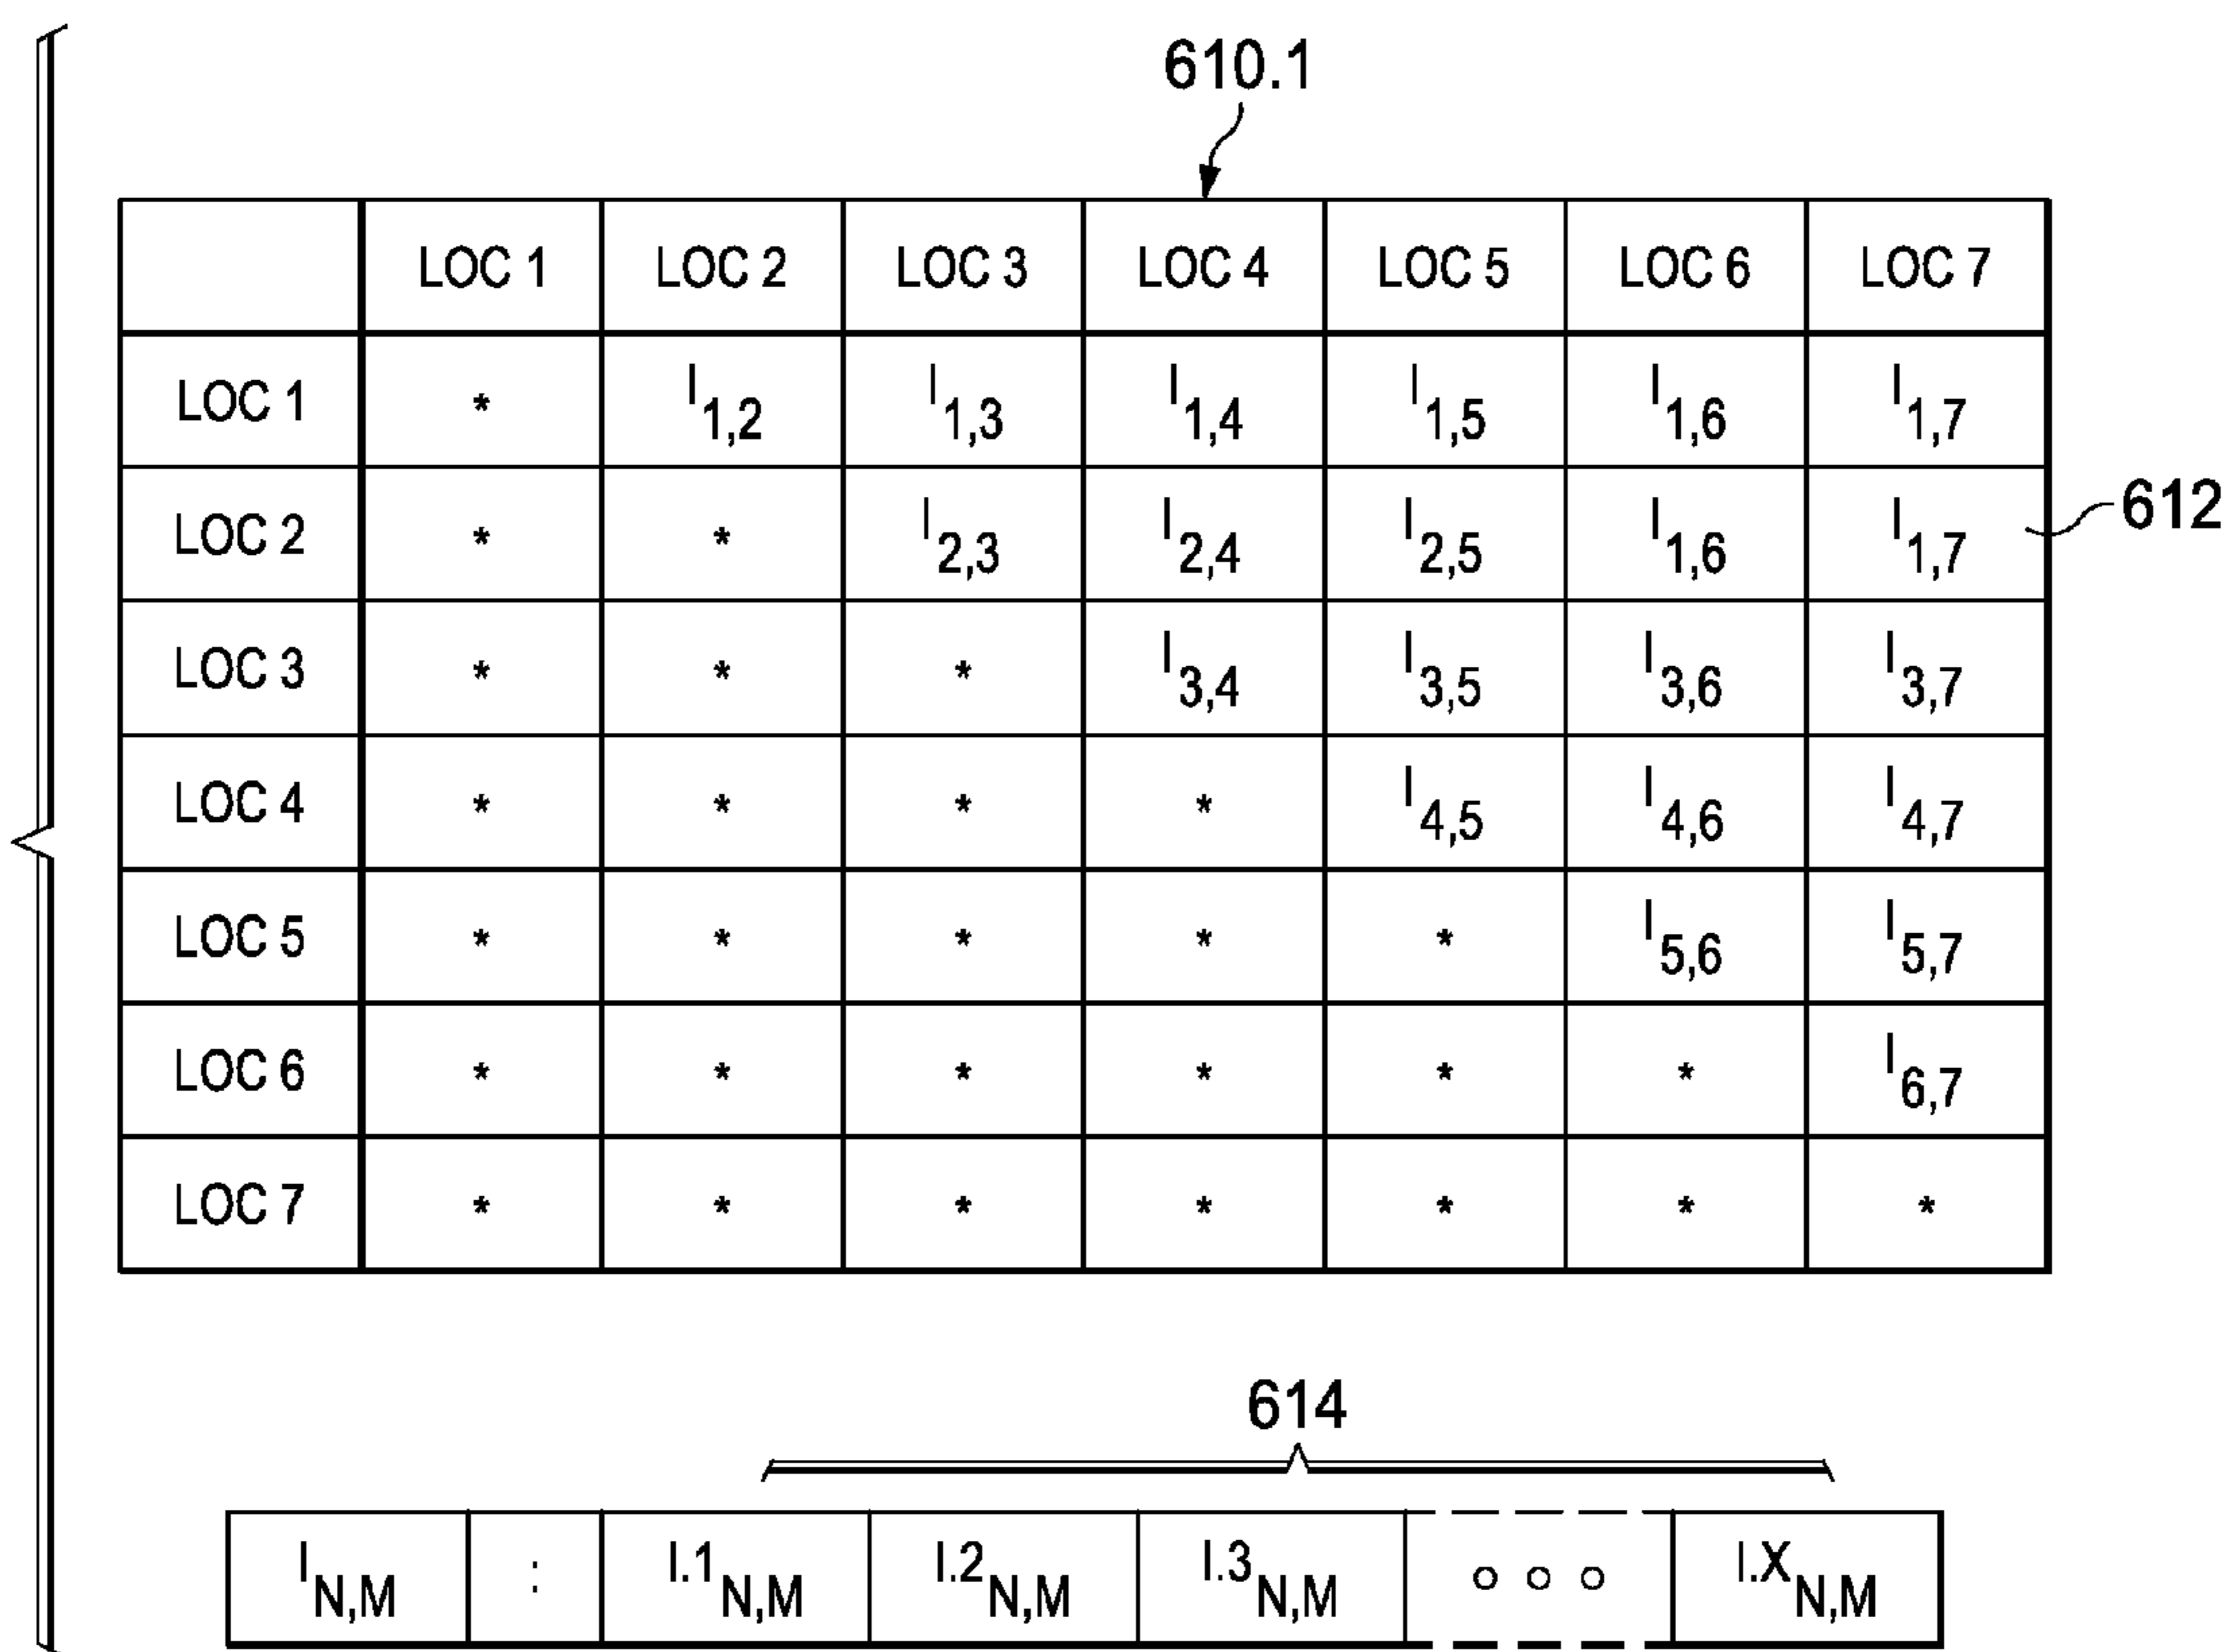 610.1
LOC 1 LOC 2 LOC 3 LOC 4 LOC 5 LOC 6 LOC 7
LOC 1 * I1,2 I1,3 I1,4 I1,5 I1,6 I1,7
LOC 2 * * I2,3 I2,4 I2,5 I1,6 I1,7 612
LOC 3 * * * I3,4 I3,5 I3,6 I3,7
LOC 4 * * * * I4,5 I4,6 I4,7
LOC 5 * * * * * I5,6 I5,7
LOC 6 * * * * * * I6,7
LOC 7 * * * * * * *
614
IN,M : I.1N,M I.2N,M I.3N,M ○ ○ ○ I.XN,M